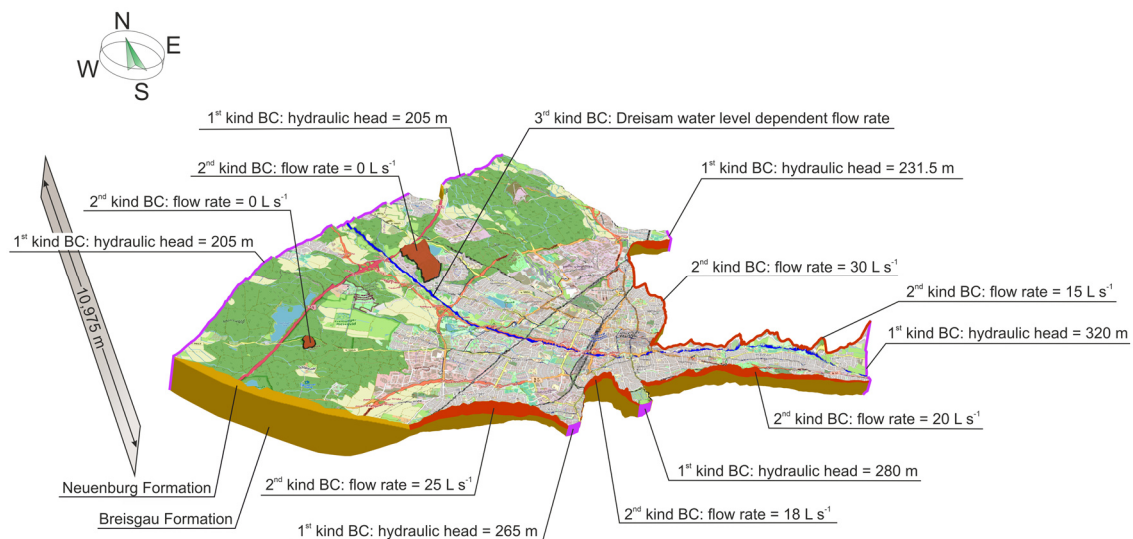 N
W
E
S
1st kind BC: hydraulic head = 205 m
3rd kind BC: Dreisam water level dependent flow rate
2nd kind BC: flow rate = 0 L s-1
1st kind BC: hydraulic head = 231.5 m
2nd kind BC: flow rate = 0 L s-1
1st kind BC: hydraulic head = 205 m
2nd kind BC: flow rate = 30 L s-1
2nd kind BC: flow rate = 15 L s-1
10,975 m
1st kind BC: hydraulic head = 320 m
2nd kind BC: flow rate = 20 L s-1
1st kind BC: hydraulic head = 280 m
Neuenburg Formation
2nd kind BC: flow rate = 25 L s-1
Breisgau Formation
2nd kind BC: flow rate = 18 L s-1
1st kind BC: hydraulic head = 265 m